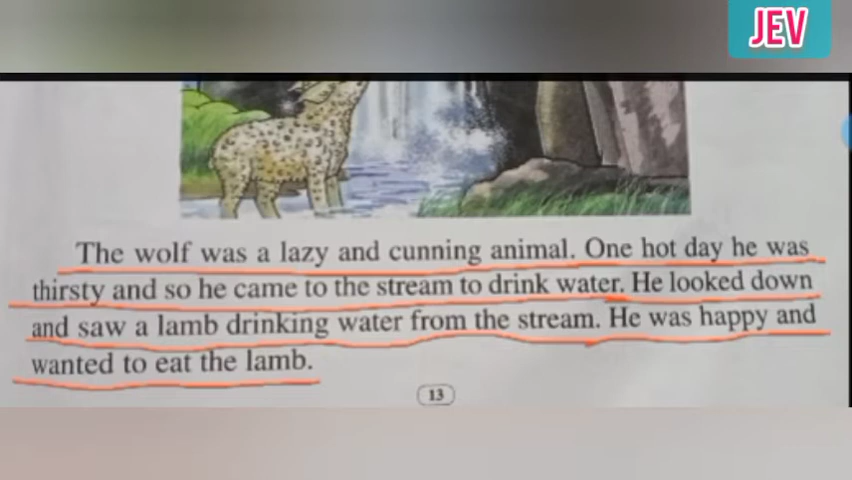 JEV
The wolf was a lazy and cunning animal. One hot day he was
thirsty and so he came to the stream to drink water. He looked down
and saw a lamb drinking water from the stream. He was happy and
wanted to eat the lamb.
13